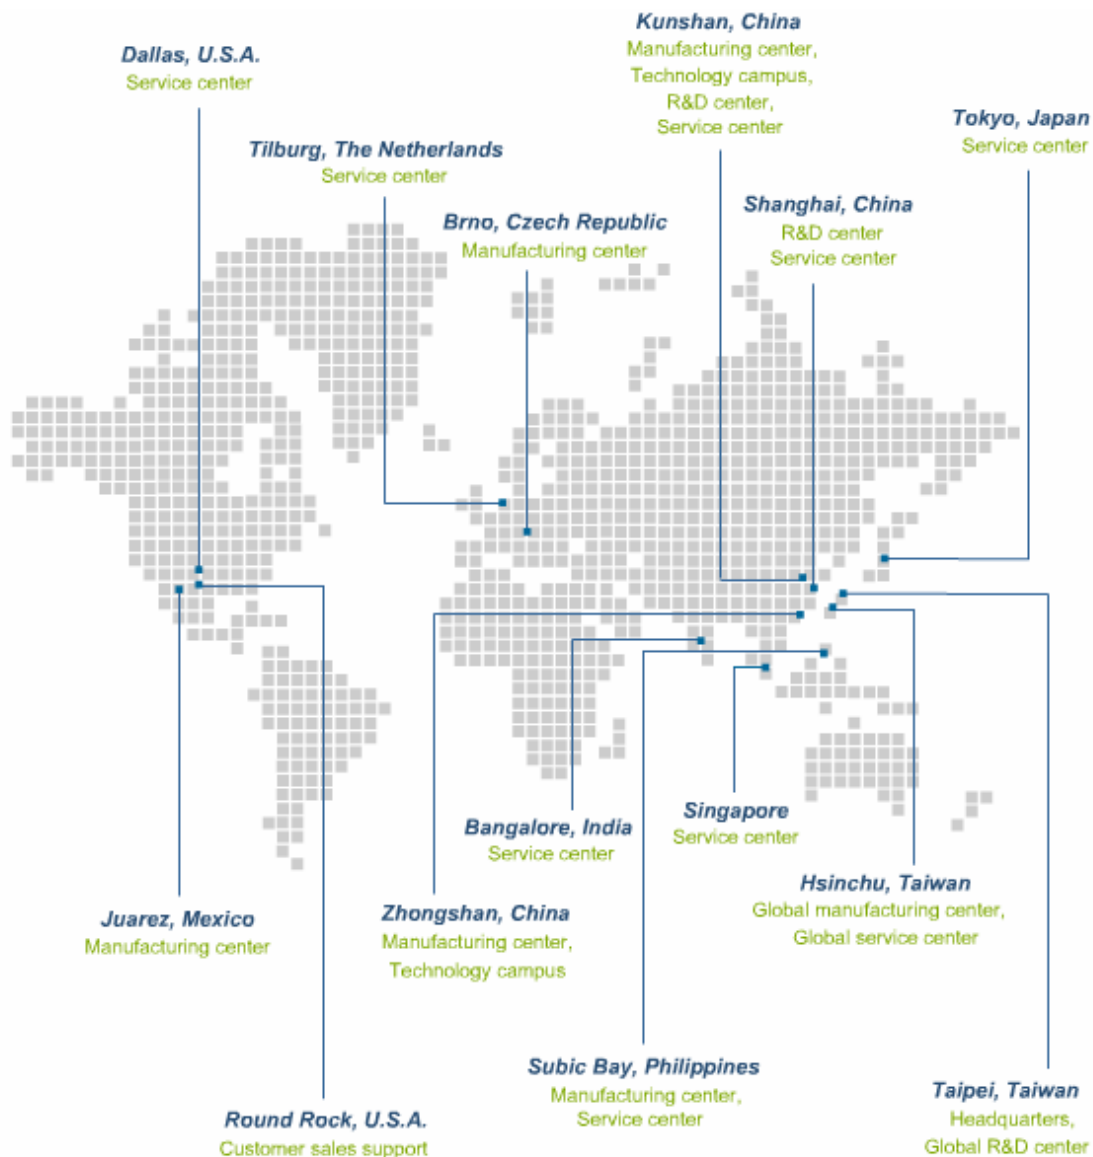 Kunshan, China
Manufacturing center,
Technology campus,
R&D center,
Service center
Dallas, U.S.A.
Service center
Tokyo, Japan
Service center
Tilburg, The Netherlands
Service center
Shanghai, China
R&D center
Service center
Brno, Czech Republic
Manufacturing center
Singapore
Service center
Bangalore, India
Service center
Hsinchu, Taiwan
Global manufacturing center,
Global service center
Zhongshan, China
Manufacturing center,
Technology campus
Juarez, Mexico
Manufacturing center
Subic Bay, Philippines
Manufacturing center,
Service center
Taipei, Taiwan
Headquarters,
Global R&D center
Round Rock, U.S.A.
Customer sales support